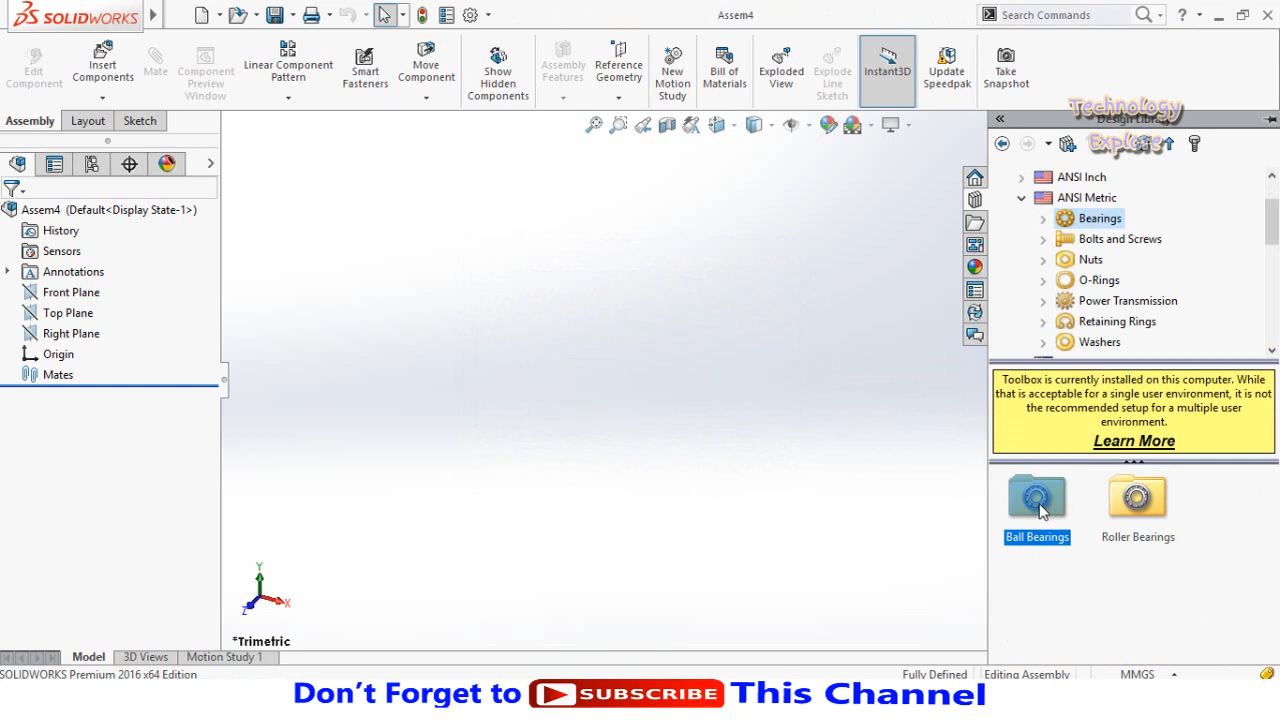 SOLIDWORKS
Assem4
Search Commands
Edit Component
Insert Components
Mate
Component Preview Window
Linear Component Pattern
Smart Fasteners
Move Component
Show Hidden Components
Assembly Features
Reference Geometry
New Motion Study
Bill of Materials
Exploded View
Explode Line Sketch
Instant3D
Update Speedpak
Take Snapshot
Technology
Explore
Assembly
Layout
Sketch
Assem4 (Default<Display State-1>)
History
Sensors
Annotations
Front Plane
Top Plane
Right Plane
Origin
Mates
ANSI Inch
ANSI Metric
Bearings
Bolts and Screws
Nuts
O-Rings
Power Transmission
Retaining Rings
Washers
Toolbox is currently installed on this computer. While
that is acceptable for a single user environment, it is not
the recommended setup for a multiple user
environment.
Learn More
Ball Bearings
Roller Bearings
Y
X
Z
*Trimetric
Model
3D Views
Motion Study 1
SOLIDWORKS Premium 2016 x64 Edition
Fully Defined
Editing Assembly
MMGS
Don't Forget to SUBSCRIBE This Channel